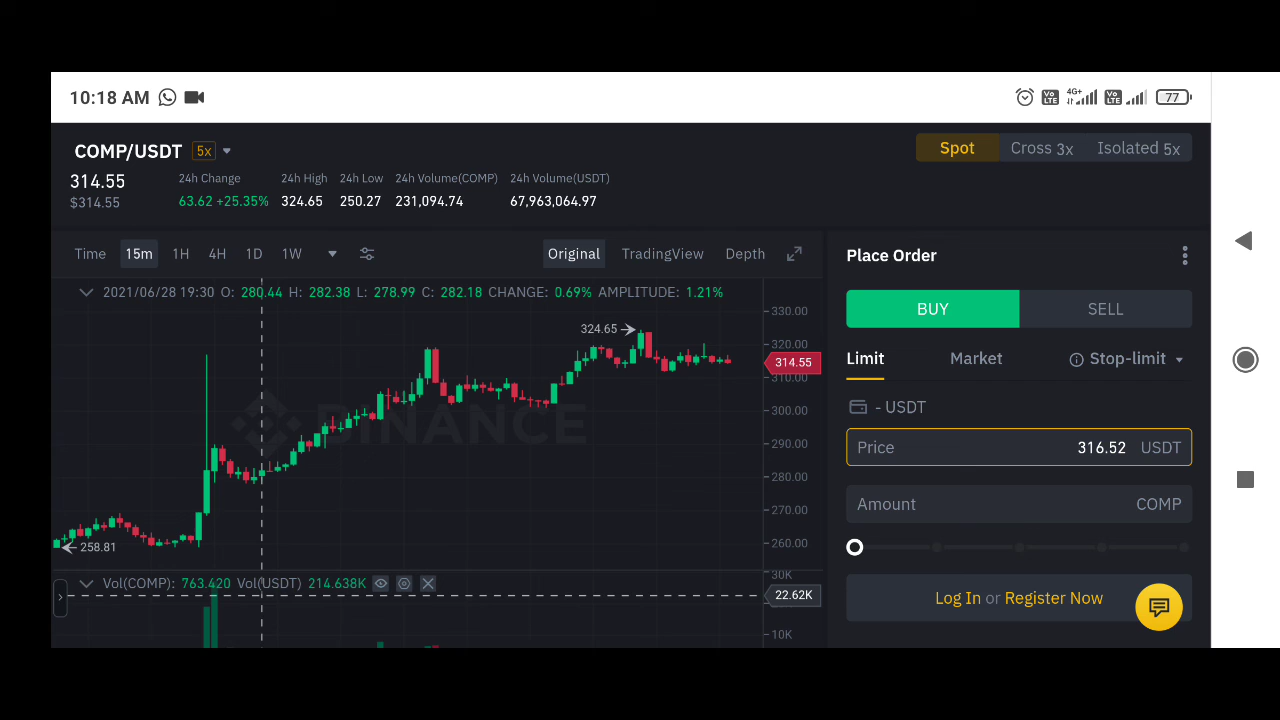 10:18 AM
Vo LTE 4G+ Vo LTE 77
COMP/USDT 5x
Spot Cross 3x Isolated 5x
314.55
$314.55
24h Change 24h High 24h Low 24h Volume(COMP) 24h Volume(USDT)
63.62 +25.35% 324.65 250.27 231,094.74 67,963,064.97
Time 15m 1H 4H 1D 1W Original TradingView Depth
2021/06/28 19:30 O: 280.44 H: 282.38 L: 278.99 C: 282.18 CHANGE: 0.69% AMPLITUDE: 1.21%
330.00
324.65
320.00
314.55
310.00
300.00
BINANCE
290.00
280.00
270.00
260.00
258.81
Vol(COMP): 763.420 Vol(USDT) 214.638K
30K
22.62K
10K
Place Order
BUY SELL
Limit Market Stop-limit
- USDT
Price 316.52 USDT
Amount COMP
Log In or Register Now